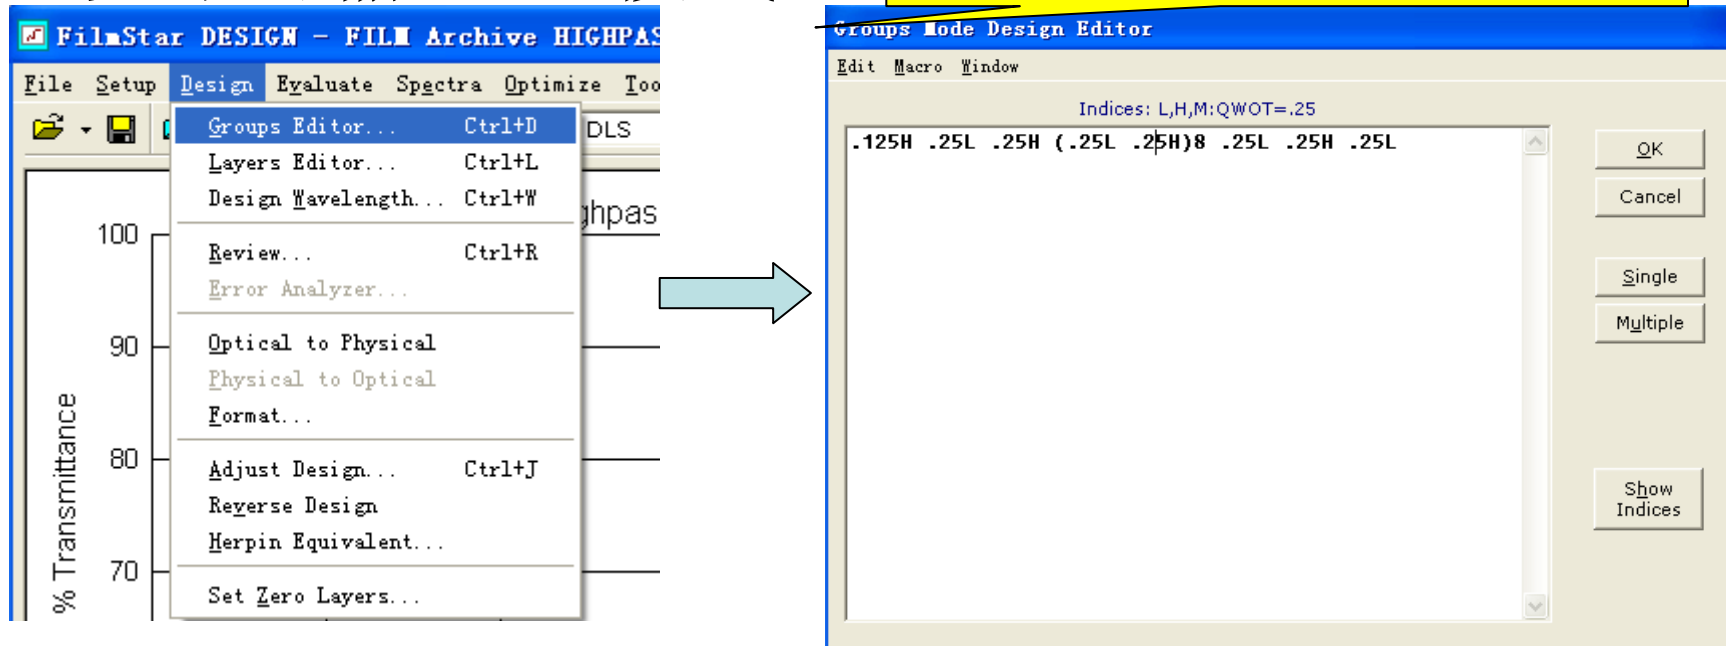 FilmStar DESIGN - FILM Archive HIGHPAS
File Setup Design Evaluate Spectra Optimize Too
DLS
Groups Editor... Ctrl+D
Layers Editor... Ctrl+L
Design Wavelength... Ctrl+W
Review... Ctrl+R
Error Analyzer...
Optical to Physical
Physical to Optical
Format...
Adjust Design... Ctrl+J
Reverse Design
Herpin Equivalent...
Set Zero Layers...
ghpas
100
90
80
70
% Transmittance
Groups Mode Design Editor
Edit Macro Window
Indices: L,H,M:QWOT=.25
.125H .25L .25H (.25L .25H)8 .25L .25H .25L
OK
Cancel
Single
Multiple
Show
Indices